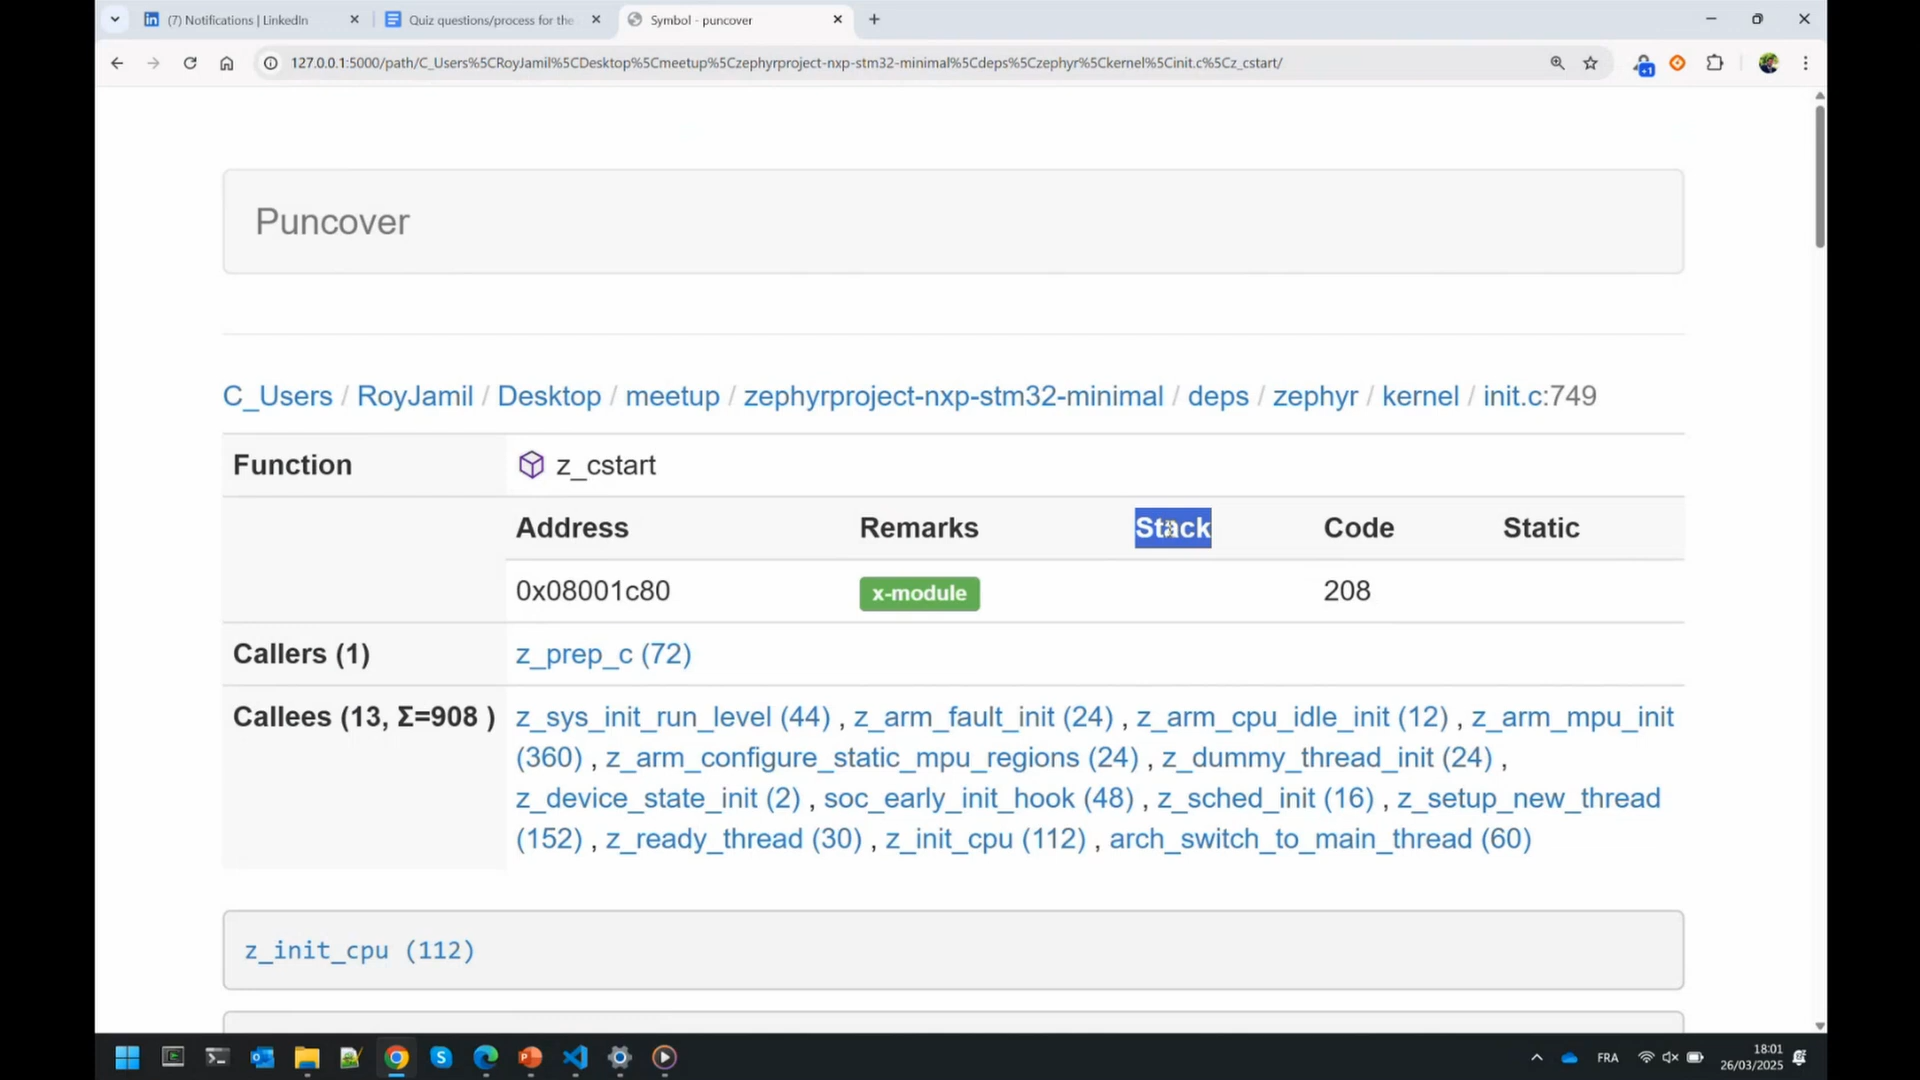 (7) Notifications | LinkedIn
Quiz questions/process for the
Symbol - puncover
127.0.0.1:5000/path/C_Users%5CRoyJamil%5CDesktop%5Cmeetup%5Czephyrproject-nxp-stm32-minimal%5Cdeps%5Czephyr%5Ckernel%5Cinit.c%5Cz_cstart/
+1
Puncover
C_Users / RoyJamil / Desktop / meetup / zephyrproject-nxp-stm32-minimal / deps / zephyr / kernel / init.c:749
Function z_cstart
Address Remarks Stack Code Static
0x08001c80 x-module 208
Callers (1) z_prep_c (72)
Callees (13, Σ=908 ) z_sys_init_run_level (44) , z_arm_fault_init (24) , z_arm_cpu_idle_init (12) , z_arm_mpu_init
(360) , z_arm_configure_static_mpu_regions (24) , z_dummy_thread_init (24) ,
z_device_state_init (2) , soc_early_init_hook (48) , z_sched_init (16) , z_setup_new_thread
(152) , z_ready_thread (30) , z_init_cpu (112) , arch_switch_to_main_thread (60)
z_init_cpu (112)
FRA
18:01
26/03/2025